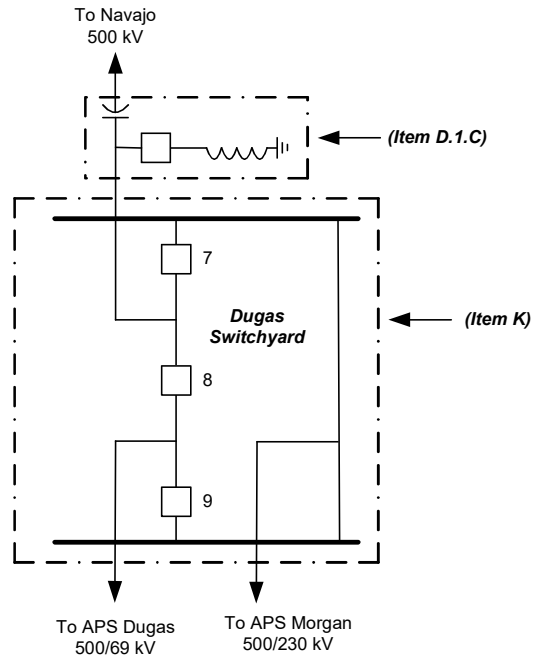 To Navajo
500 kV
(Item D.1.C)
7
Dugas
Switchyard
(Item K)
8
9
To APS Dugas
500/69 kV
To APS Morgan
500/230 kV